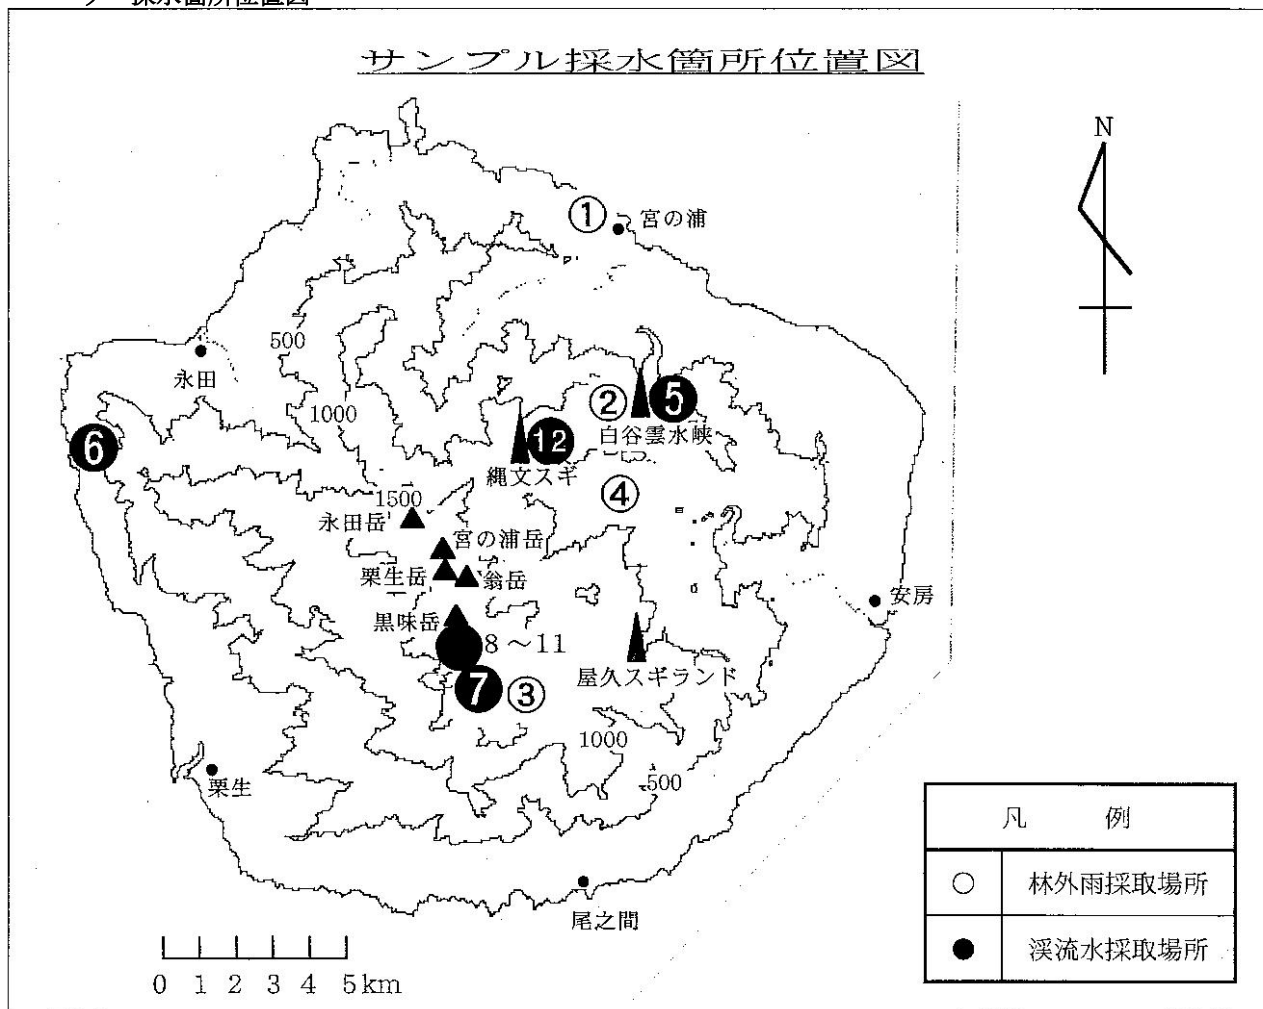 サンプル採水箇所位置図
N
① 宮の浦
500
永田
1000
② 5
白谷雲水峡
6
12
縄文スギ
④
1500
永田岳
宮の浦岳
栗生岳 翁岳
安房
黒味岳
8～11
屋久スギランド
7 ③
1000
500
栗生
凡 例
○ 林外雨採取場所
● 渓流水採取場所
尾之間
0 1 2 3 4 5km